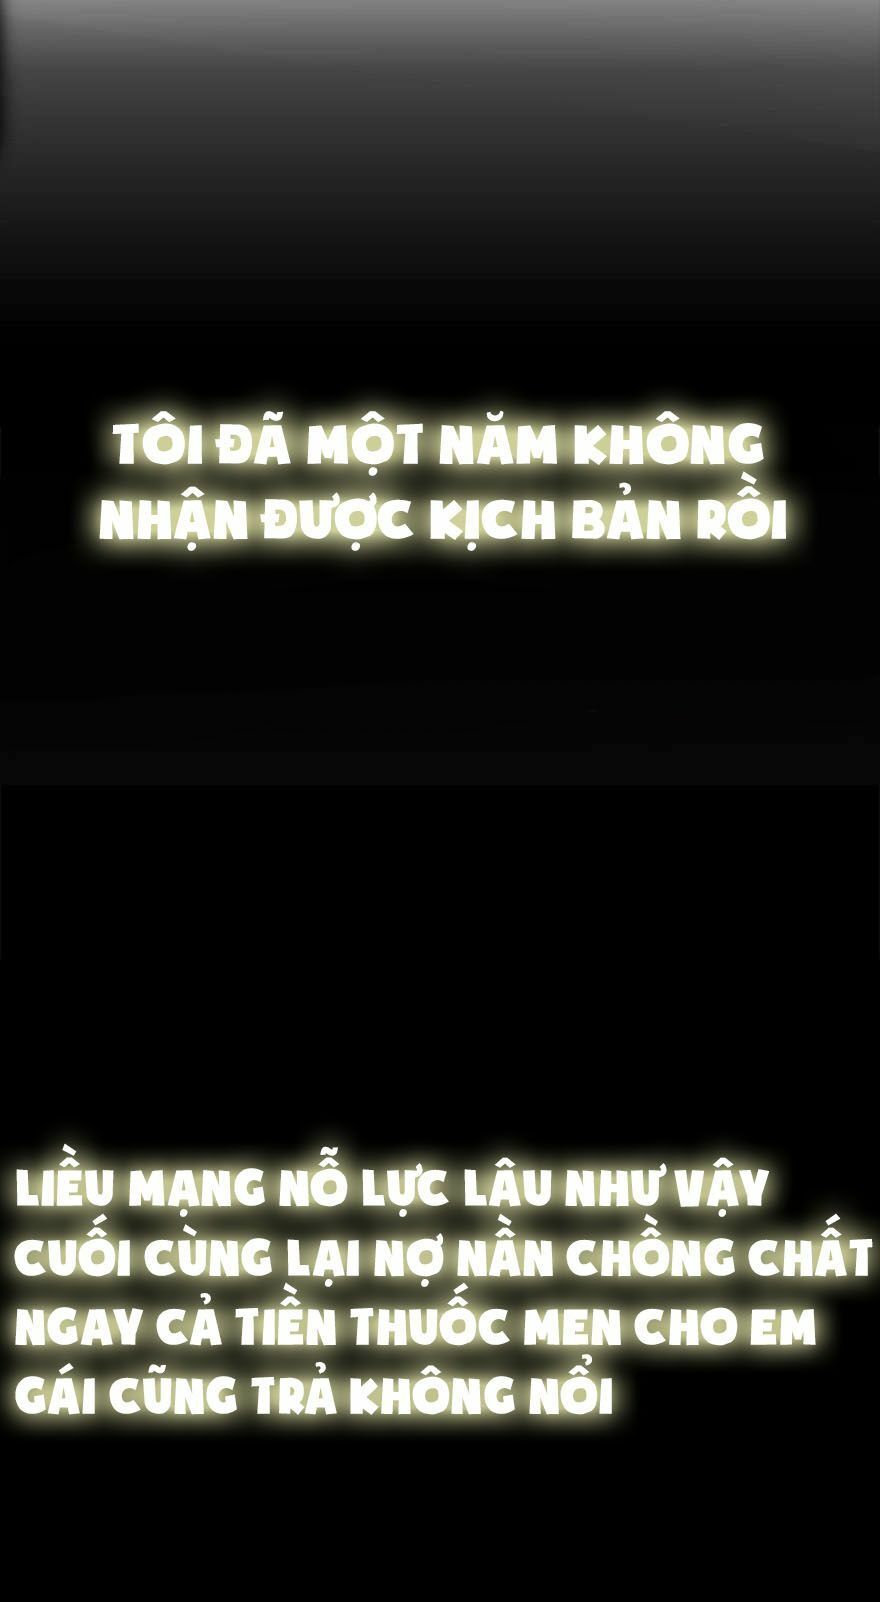 TÔI ĐÃ MỘT NĂM KHÔNG
NHẬN ĐƯỢC KỊCH BẢN RỒI
LIỀU MẠNG NỖ LỰC LÂU NHƯ VẬY
CUỐI CÙNG LẠI NỢ NẦN CHỒNG CHẤT
NGAY CẢ TIỀN THUỐC MEN CHO EM
GÁI CŨNG TRẢ KHÔNG NỔI